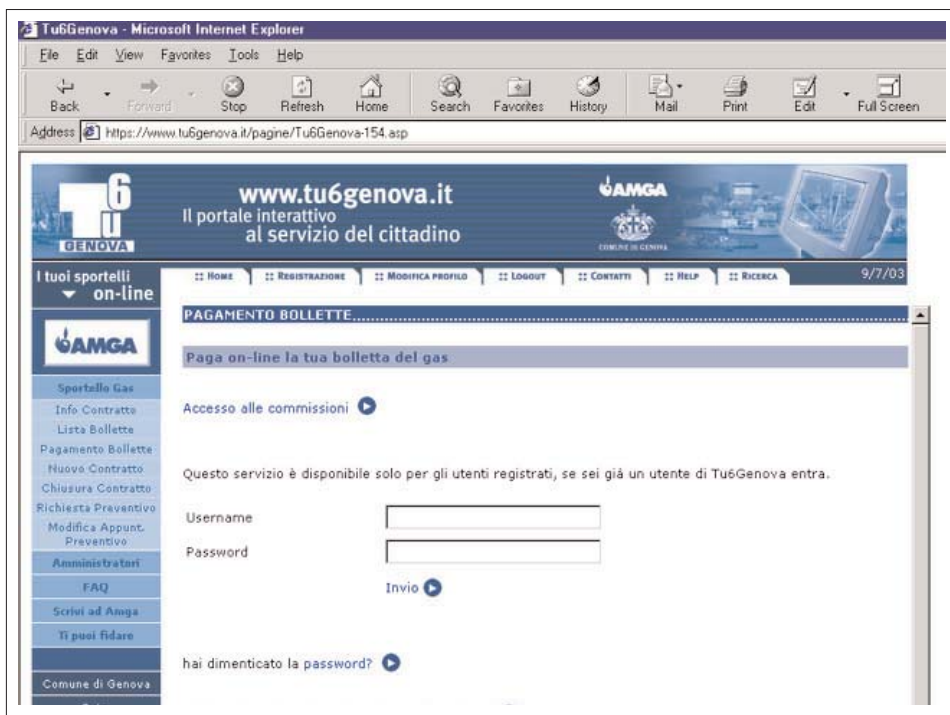 Tu6Genova - Microsoft Internet Explorer
File Edit View Favorites Tools Help
Back Forward Stop Refresh Home Search Favorites History Mail Print Edit Full Screen
Address https://www.tu6genova.it/pagine/Tu6Genova-154.asp
Tu6
GENOVA
www.tu6genova.it
Il portale interattivo
al servizio del cittadino
AMGA
COMUNE DI GENOVA
I tuoi sportelli
on-line
:: HOME :: REGISTRAZIONE :: MODIFICA PROFILO :: LOGOUT :: CONTATTI :: HELP :: RICERCA 9/7/03
AMGA
Sportello Gas
Info Contratto
Lista Bollette
Pagamento Bollette
Nuovo Contratto
Chiusura Contratto
Richiesta Preventivo
Modifica Appunt.
Preventivo
Amministratori
FAQ
Scrivi ad Amga
Ti puoi fidare
Comune di Genova
PAGAMENTO BOLLETTE
Paga on-line la tua bolletta del gas
Accesso alle commissioni
Questo servizio è disponibile solo per gli utenti registrati, se sei già un utente di Tu6Genova entra.
Username
Password
Invio
hai dimenticato la password?